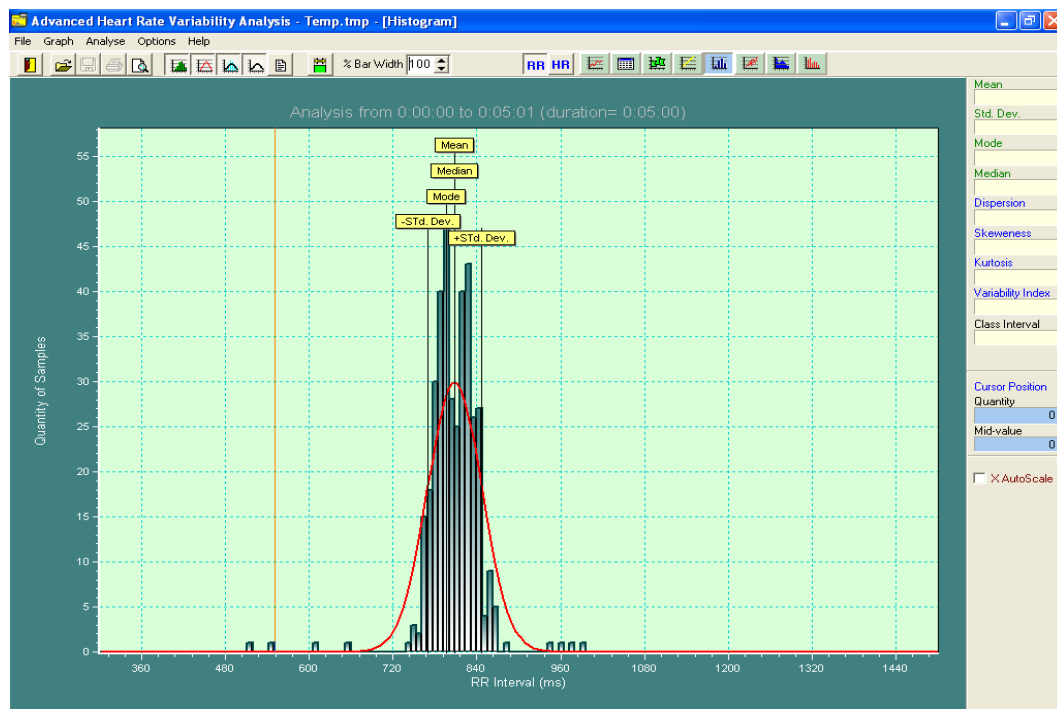 Advanced Heart Rate Variability Analysis - Temp.tmp - [Histogram]
File Graph Analyse Options Help
% Bar Width 100 RR HR
Analysis from 0:00:00 to 0:05:01 (duration= 0:05:00)
Mean
Median
Mode
-STd. Dev.
+STd. Dev.
Quantity of Samples
55
50
45
40
35
30
25
20
15
10
5
0
360 480 600 720 840 960 1080 1200 1320 1440
RR Interval (ms)
Mean
Std. Dev.
Mode
Median
Dispersion
Skeweness
Kurtosis
Variability Index
Class Interval
Cursor Position
Quantity
0
Mid-value
0
X AutoScale